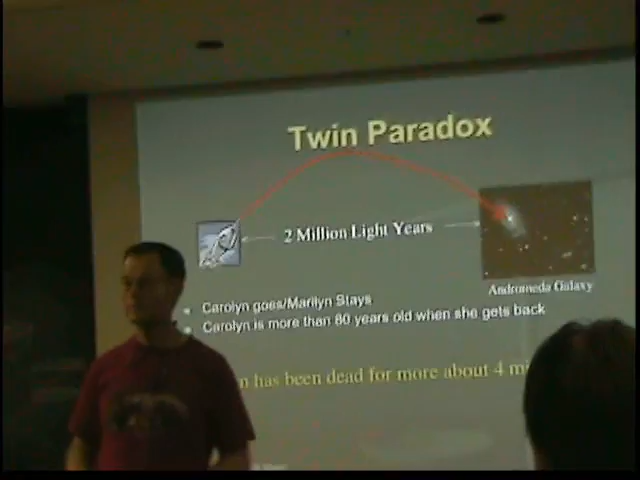 Twin Paradox
2 Million Light Years
Andromeda Galaxy
Carolyn goes/Marilyn Stays
Carolyn is more than 80 years old when she gets back
has been dead for more about 4